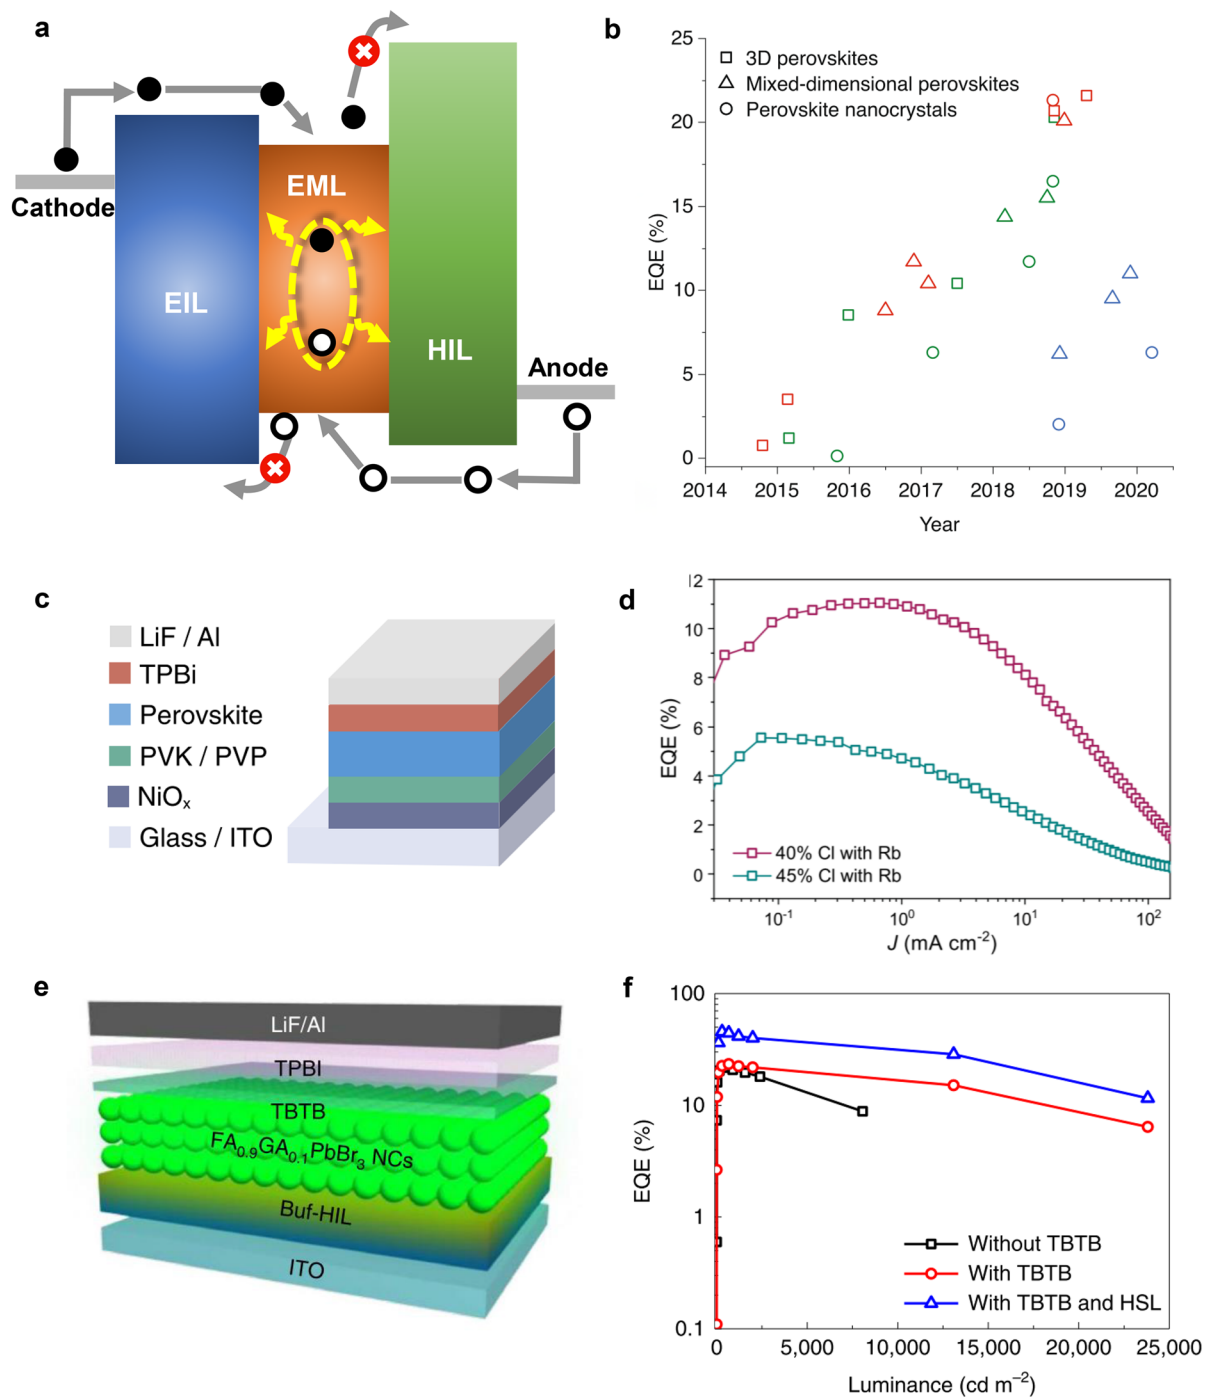 a
Cathode
EIL
EML
HIL
Anode
b
25
20
15
10
5
0
EQE (%)
3D perovskites
Mixed-dimensional perovskites
Perovskite nanocrystals
2014 2015 2016 2017 2018 2019 2020
Year
c
LiF / Al
TPBi
Perovskite
PVK / PVP
NiOₓ
Glass / ITO
d
12
10
8
6
4
2
0
EQE (%)
40% Cl with Rb
45% Cl with Rb
10⁻¹ 10⁰ 10¹ 10²
J (mA cm⁻²)
e
LiF/Al
TPBI
TBTB
FA₀.₉GA₀.₁PbBr₃ NCs
Buf-HIL
ITO
f
100
10
1
0.1
EQE (%)
Without TBTB
With TBTB
With TBTB and HSL
0 5,000 10,000 15,000 20,000 25,000
Luminance (cd m⁻²)